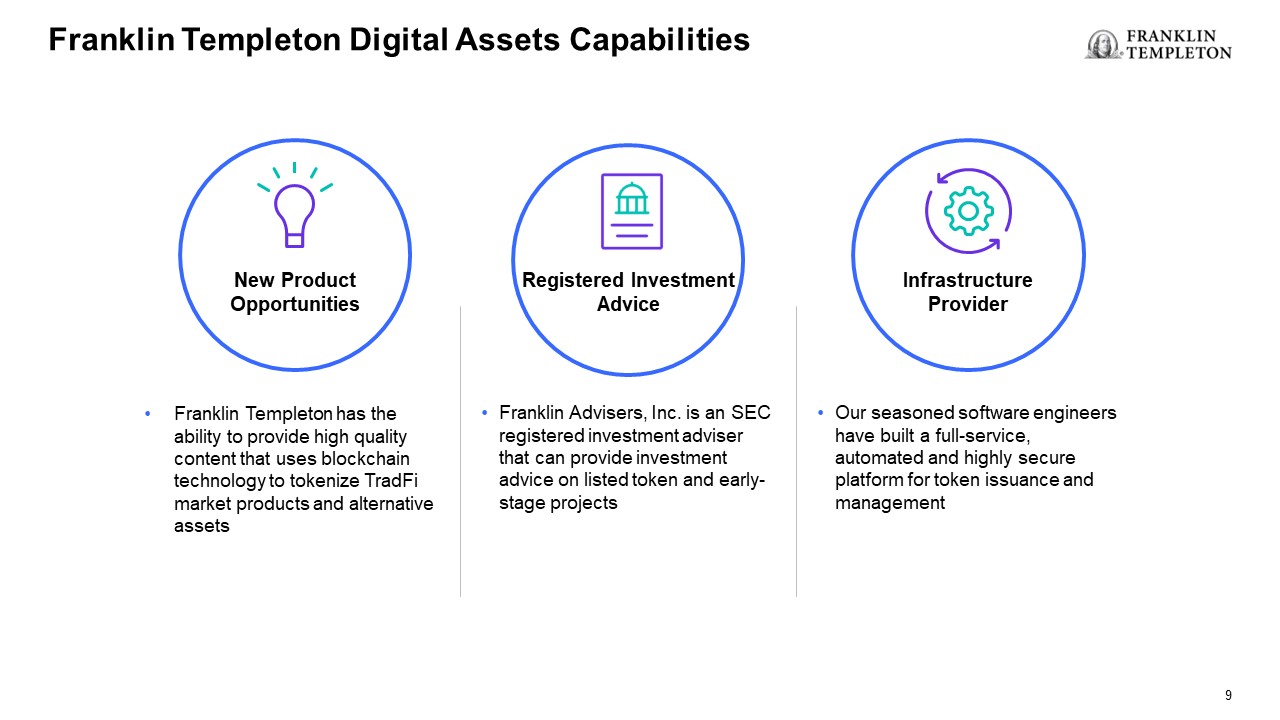 Franklin Templeton Digital Assets Capabilities
FRANKLIN
TEMPLETON
New Product
Opportunities
• Franklin Templeton has the
ability to provide high quality
content that uses blockchain
technology to tokenize TradFi
market products and alternative
assets
Registered Investment
Advice
• Franklin Advisers, Inc. is an SEC
registered investment adviser
that can provide investment
advice on listed token and early-
stage projects
Infrastructure
Provider
• Our seasoned software engineers
have built a full-service,
automated and highly secure
platform for token issuance and
management
9